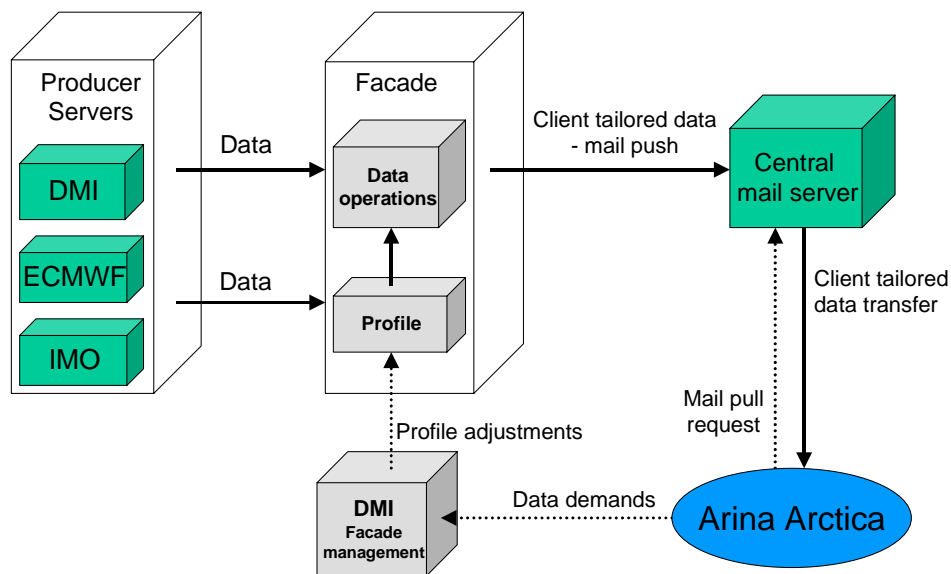 Producer
Servers
DMI
ECMWF
IMO
Data
Data
Facade
Data
operations
Profile
Client tailored data
- mail push
Central
mail server
Client tailored
data transfer
Mail pull
request
Profile adjustments
DMI
Facade
management
Data demands
Arina Arctica